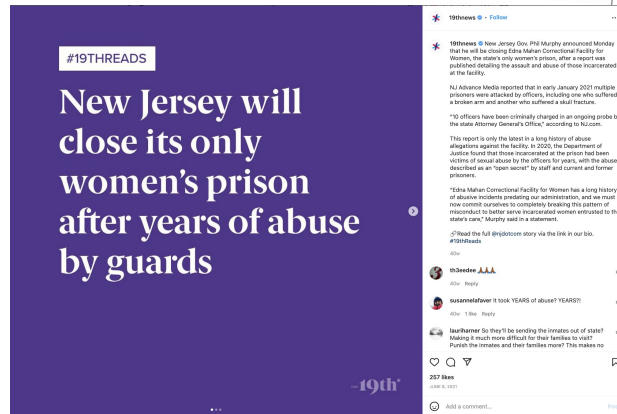 #19THREADS
New Jersey will
close its only
women's prison
after years of abuse
by guards
19th*
19thnews • Follow
19thnews New Jersey Gov. Phil Murphy announced Monday
that he will be closing Edna Mahan Correctional Facility for
Women, the state's only women's prison, after a report was
published detailing the assault and abuse of those incarcerated
at the facility.
NJ Advance Media reported that in early January 2021 multiple
prisoners were attacked by officers, including one who suffered
a broken arm and another who suffered a skull fracture.
"10 officers have been criminally charged in an ongoing probe b
the state Attorney General's Office," according to NJ.com.
This report is only the latest in a long history of abuse
allegations against the facility. In 2020, the Department of
Justice found that those incarcerated at the prison had been
victims of sexual abuse by the officers for years, with the abuse
described as an "open secret" by staff and current and former
prisoners.
"Edna Mahan Correctional Facility for Women has a long history
of abusive incidents predating our administration, and we must
now commit ourselves to completely breaking this pattern of
misconduct to better serve incarcerated women entrusted to th
state's care," Murphy said in a statement.
🔗Read the full @njdotcom story via the link in our bio.
#19thReads
40w
th3eedee 🙏🙏🙏
40w Reply
susannelafaver It took YEARS of abuse? YEARS?!
40w 1 like Reply
lauriharner So they'll be sending the inmates out of state?
Making it much more difficult for their families to visit?
Punish the inmates and their families more? This makes no
257 likes
JUNE 8, 2021
Add a comment...